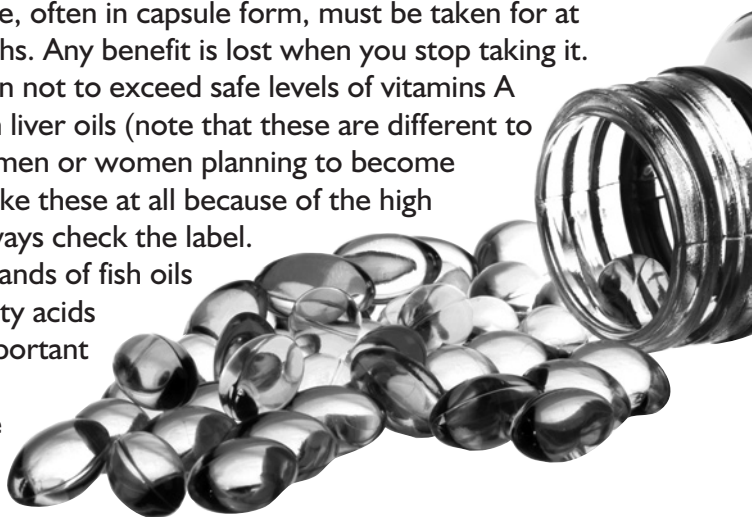 e, often in capsule form, must be taken for at
hs. Any benefit is lost when you stop taking it.
n not to exceed safe levels of vitamins A
liver oils (note that these are different to
men or women planning to become
ke these at all because of the high
ays check the label.
ands of fish oils
ty acids
portant